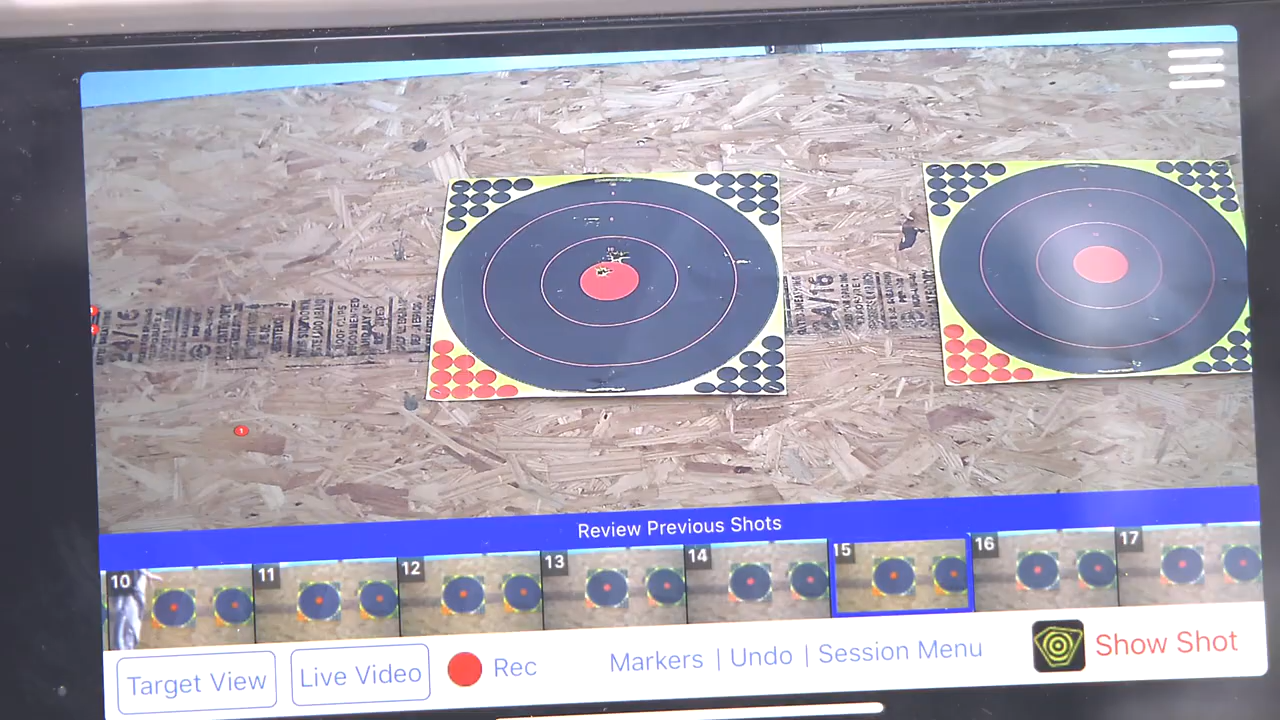 24/16
24/16
Review Previous Shots
10
11
12
13
14
15
16
17
Target View
Live Video
Rec
Markers | Undo | Session Menu
Show Shot
1